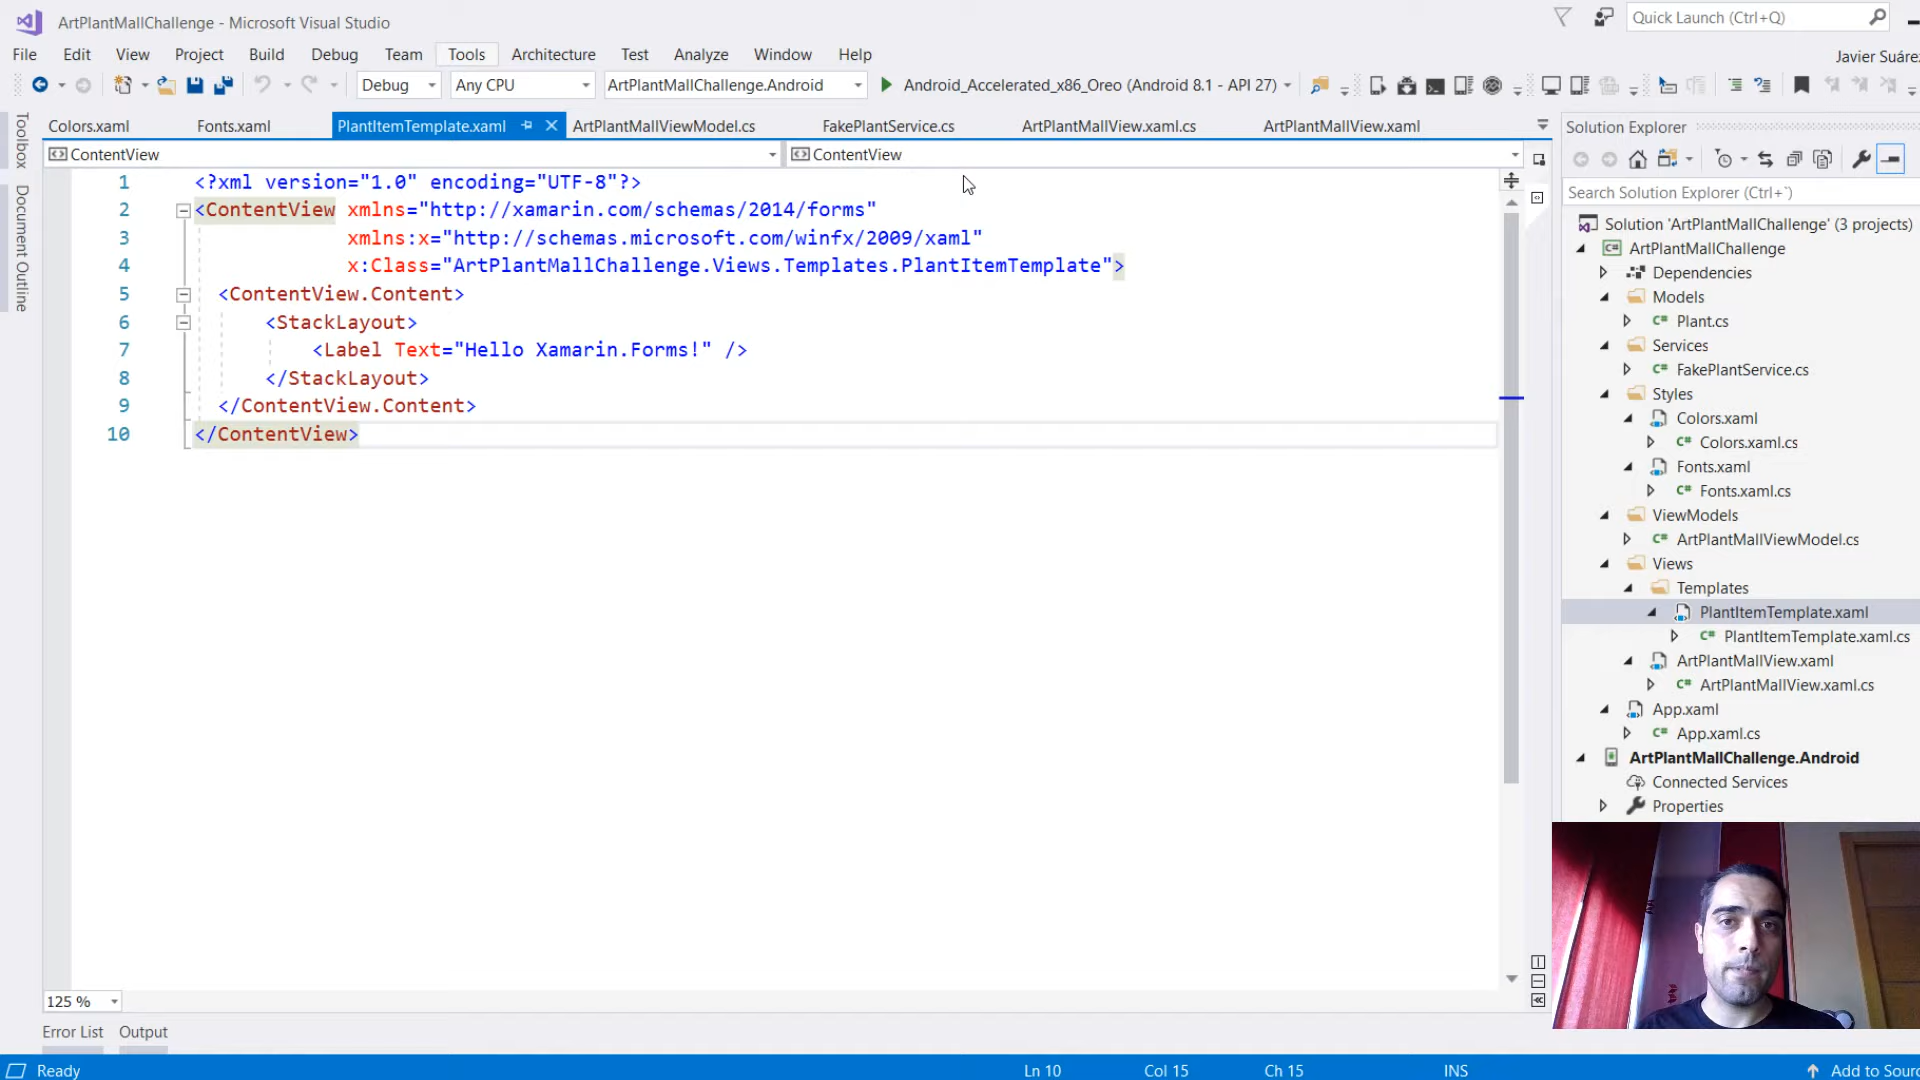 ArtPlantMallChallenge - Microsoft Visual Studio
Quick Launch (Ctrl+Q)
File Edit View Project Build Debug Team Tools Architecture Test Analyze Window Help
Javier Suáre
Debug Any CPU ArtPlantMallChallenge.Android Android_Accelerated_x86_Oreo (Android 8.1 - API 27)
Toolbox
Document Outline
Colors.xaml Fonts.xaml PlantItemTemplate.xaml ArtPlantMallViewModel.cs FakePlantService.cs ArtPlantMallView.xaml.cs ArtPlantMallView.xaml
ContentView ContentView
1 <?xml version="1.0" encoding="UTF-8"?>
2 <ContentView xmlns="http://xamarin.com/schemas/2014/forms"
3 xmlns:x="http://schemas.microsoft.com/winfx/2009/xaml"
4 x:Class="ArtPlantMallChallenge.Views.Templates.PlantItemTemplate">
5 <ContentView.Content>
6 <StackLayout>
7 <Label Text="Hello Xamarin.Forms!" />
8 </StackLayout>
9 </ContentView.Content>
10 </ContentView>
125 %
Error List Output
Solution Explorer
Search Solution Explorer (Ctrl+`)
Solution 'ArtPlantMallChallenge' (3 projects)
C# ArtPlantMallChallenge
Dependencies
Models
C# Plant.cs
Services
C# FakePlantService.cs
Styles
Colors.xaml
C# Colors.xaml.cs
Fonts.xaml
C# Fonts.xaml.cs
ViewModels
C# ArtPlantMallViewModel.cs
Views
Templates
PlantItemTemplate.xaml
C# PlantItemTemplate.xaml.cs
ArtPlantMallView.xaml
C# ArtPlantMallView.xaml.cs
App.xaml
C# App.xaml.cs
ArtPlantMallChallenge.Android
Connected Services
Properties
Ready Ln 10 Col 15 Ch 15 INS Add to Sourc